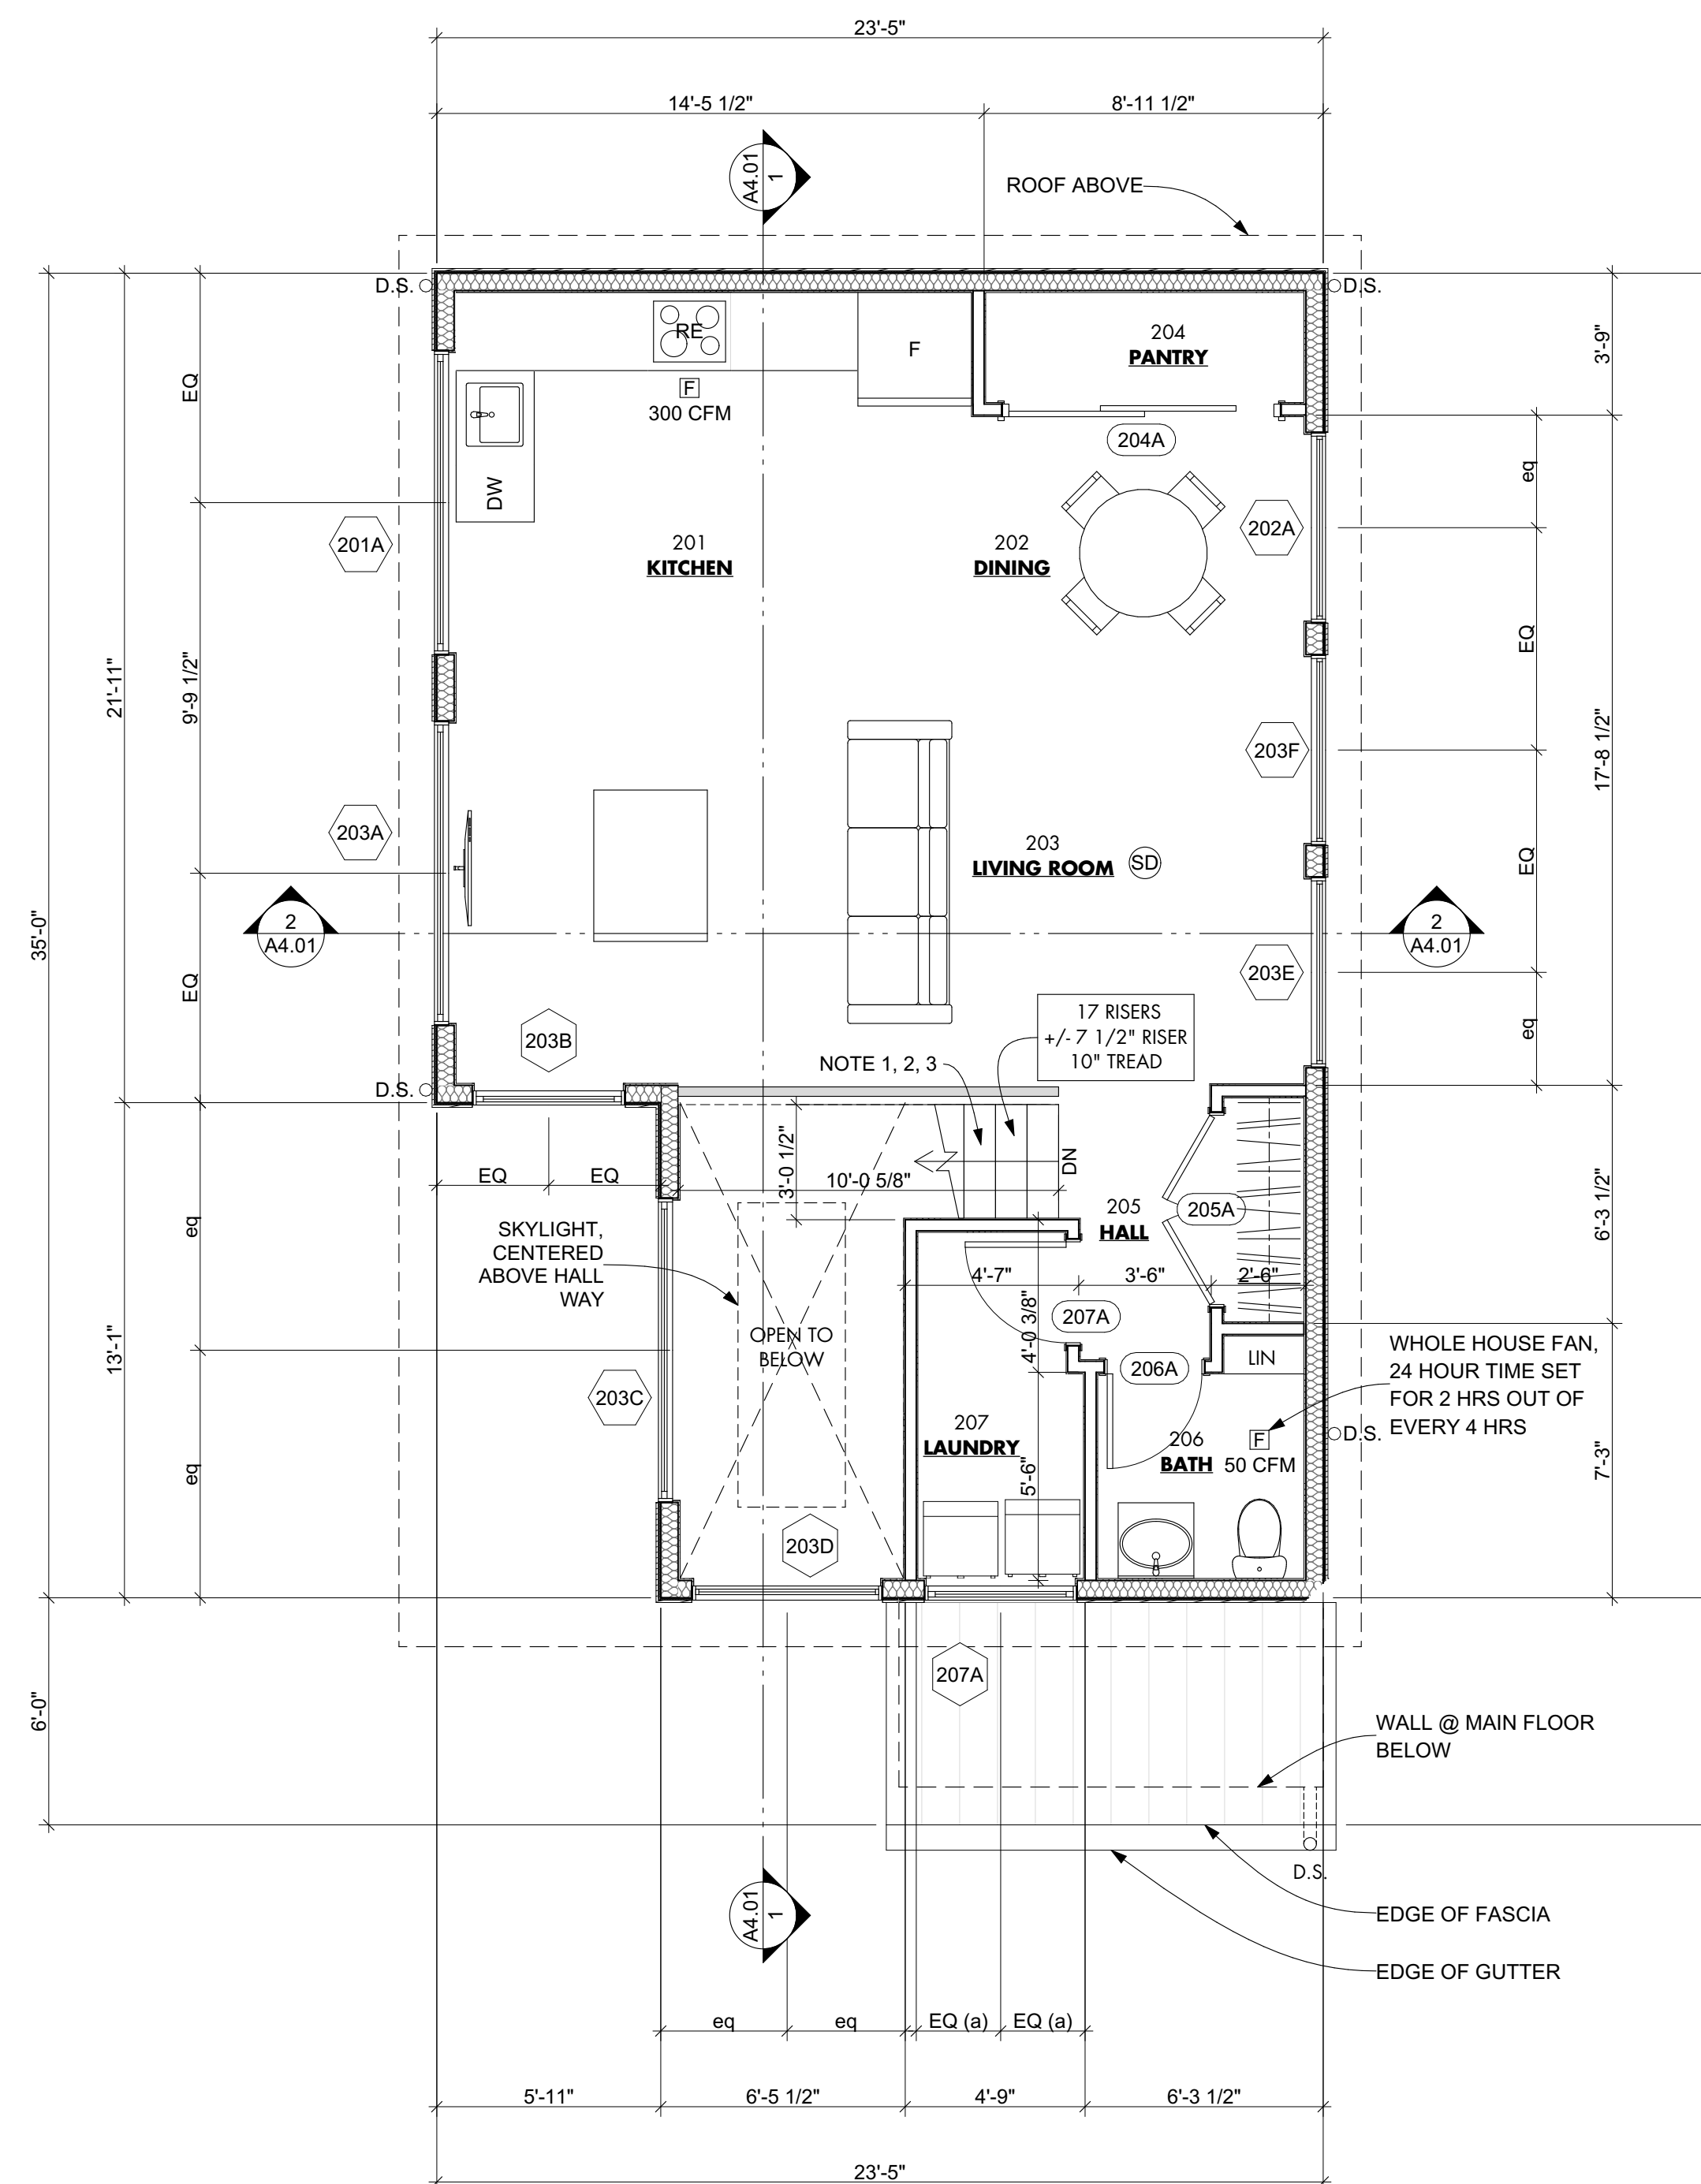 23'-5"
14'-5 1/2"
8'-11 1/2"
A4.01
1
ROOF ABOVE
D.S.
D.S.
RE
F
204
PANTRY
3'-9"
EQ
F
300 CFM
204A
DW
eq
201A
201
KITCHEN
202
DINING
202A
EQ
21'-11"
9'-9 1/2"
203F
17'-8 1/2"
203A
203
LIVING ROOM
SD
EQ
35'-0"
2
A4.01
2
A4.01
EQ
203E
203B
17 RISERS
+/- 7 1/2" RISER
10" TREAD
NOTE 1, 2, 3
eq
D.S.
EQ
EQ
3'-0 1/2"
10'-0 5/8"
DN
205
HALL
205A
6'-3 1/2"
eq
SKYLIGHT,
CENTERED
ABOVE HALL
WAY
4'-7"
3'-6"
2'-6"
207A
4'-0 3/8"
OPEN TO
BELOW
13'-1"
206A
LIN
WHOLE HOUSE FAN,
24 HOUR TIME SET
FOR 2 HRS OUT OF
EVERY 4 HRS
203C
207
LAUNDRY
206
BATH
F
50 CFM
D.S.
eq
5'-6"
7'-3"
203D
207A
6'-0"
WALL @ MAIN FLOOR
BELOW
D.S.
A4.01
1
EDGE OF FASCIA
EDGE OF GUTTER
eq
eq
EQ (a)
EQ (a)
5'-11"
6'-5 1/2"
4'-9"
6'-3 1/2"
23'-5"